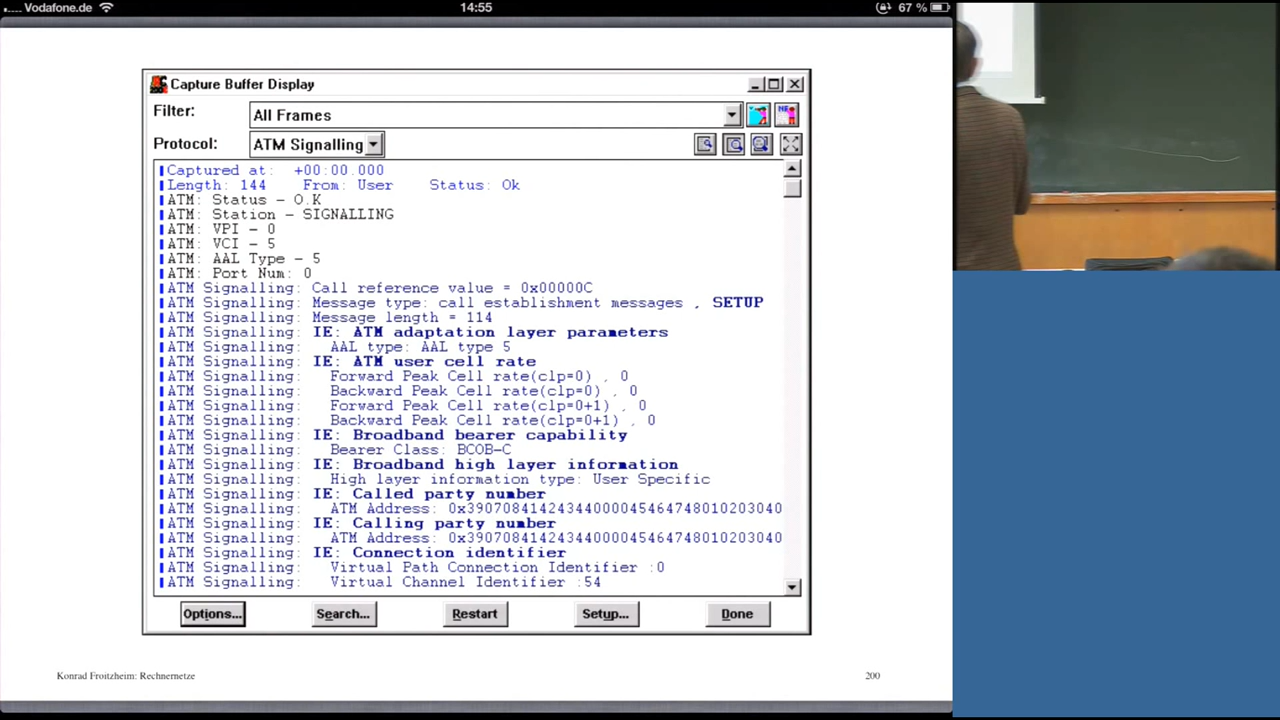 Vodafone.de 14:55 67 %
Capture Buffer Display
Filter: All Frames
Protocol: ATM Signalling
Captured at: +00:00.000
Length: 144 From: User Status: Ok
ATM: Status - O.K
ATM: Station - SIGNALLING
ATM: VPI - 0
ATM: VCI - 5
ATM: AAL Type - 5
ATM: Port Num: 0
ATM Signalling: Call reference value = 0x00000C
ATM Signalling: Message type: call establishment messages , SETUP
ATM Signalling: Message length = 114
ATM Signalling: IE: ATM adaptation layer parameters
ATM Signalling: AAL type: AAL type 5
ATM Signalling: IE: ATM user cell rate
ATM Signalling: Forward Peak Cell rate(clp=0) , 0
ATM Signalling: Backward Peak Cell rate(clp=0) , 0
ATM Signalling: Forward Peak Cell rate(clp=0+1) , 0
ATM Signalling: Backward Peak Cell rate(clp=0+1) , 0
ATM Signalling: IE: Broadband bearer capability
ATM Signalling: Bearer Class: BCOB-C
ATM Signalling: IE: Broadband high layer information
ATM Signalling: High layer information type: User Specific
ATM Signalling: IE: Called party number
ATM Signalling: ATM Address: 0x39070841424344000045464748010203040
ATM Signalling: IE: Calling party number
ATM Signalling: ATM Address: 0x39070841424344000045464748010203040
ATM Signalling: IE: Connection identifier
ATM Signalling: Virtual Path Connection Identifier :0
ATM Signalling: Virtual Channel Identifier :54
Options... Search... Restart Setup... Done
Konrad Froitzheim: Rechnernetze 200